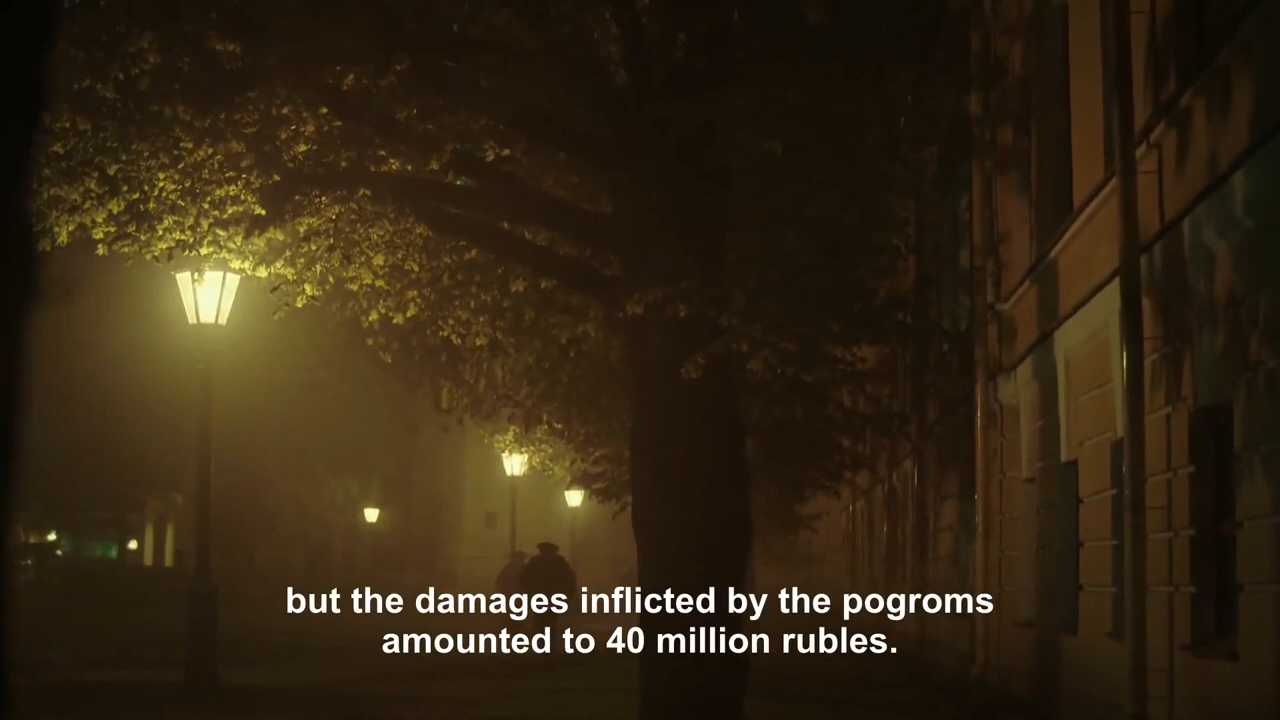 but the damages inflicted by the pogroms
amounted to 40 million rubles.